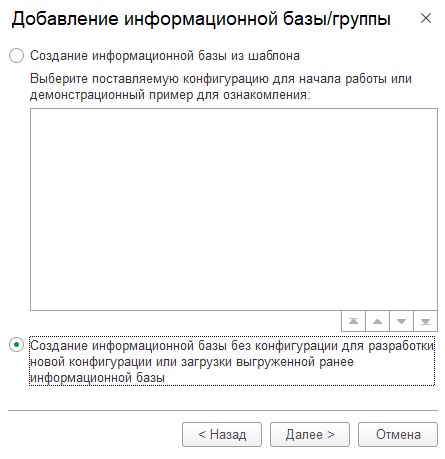 Добавление информационной базы/группы
Создание информационной базы из шаблона
Выберите поставляемую конфигурацию для начала работы или
демонстрационный пример для ознакомления:
Создание информационной базы без конфигурации для разработки
новой конфигурации или загрузки выгруженной ранее
информационной базы
< Назад
Далее >
Отмена